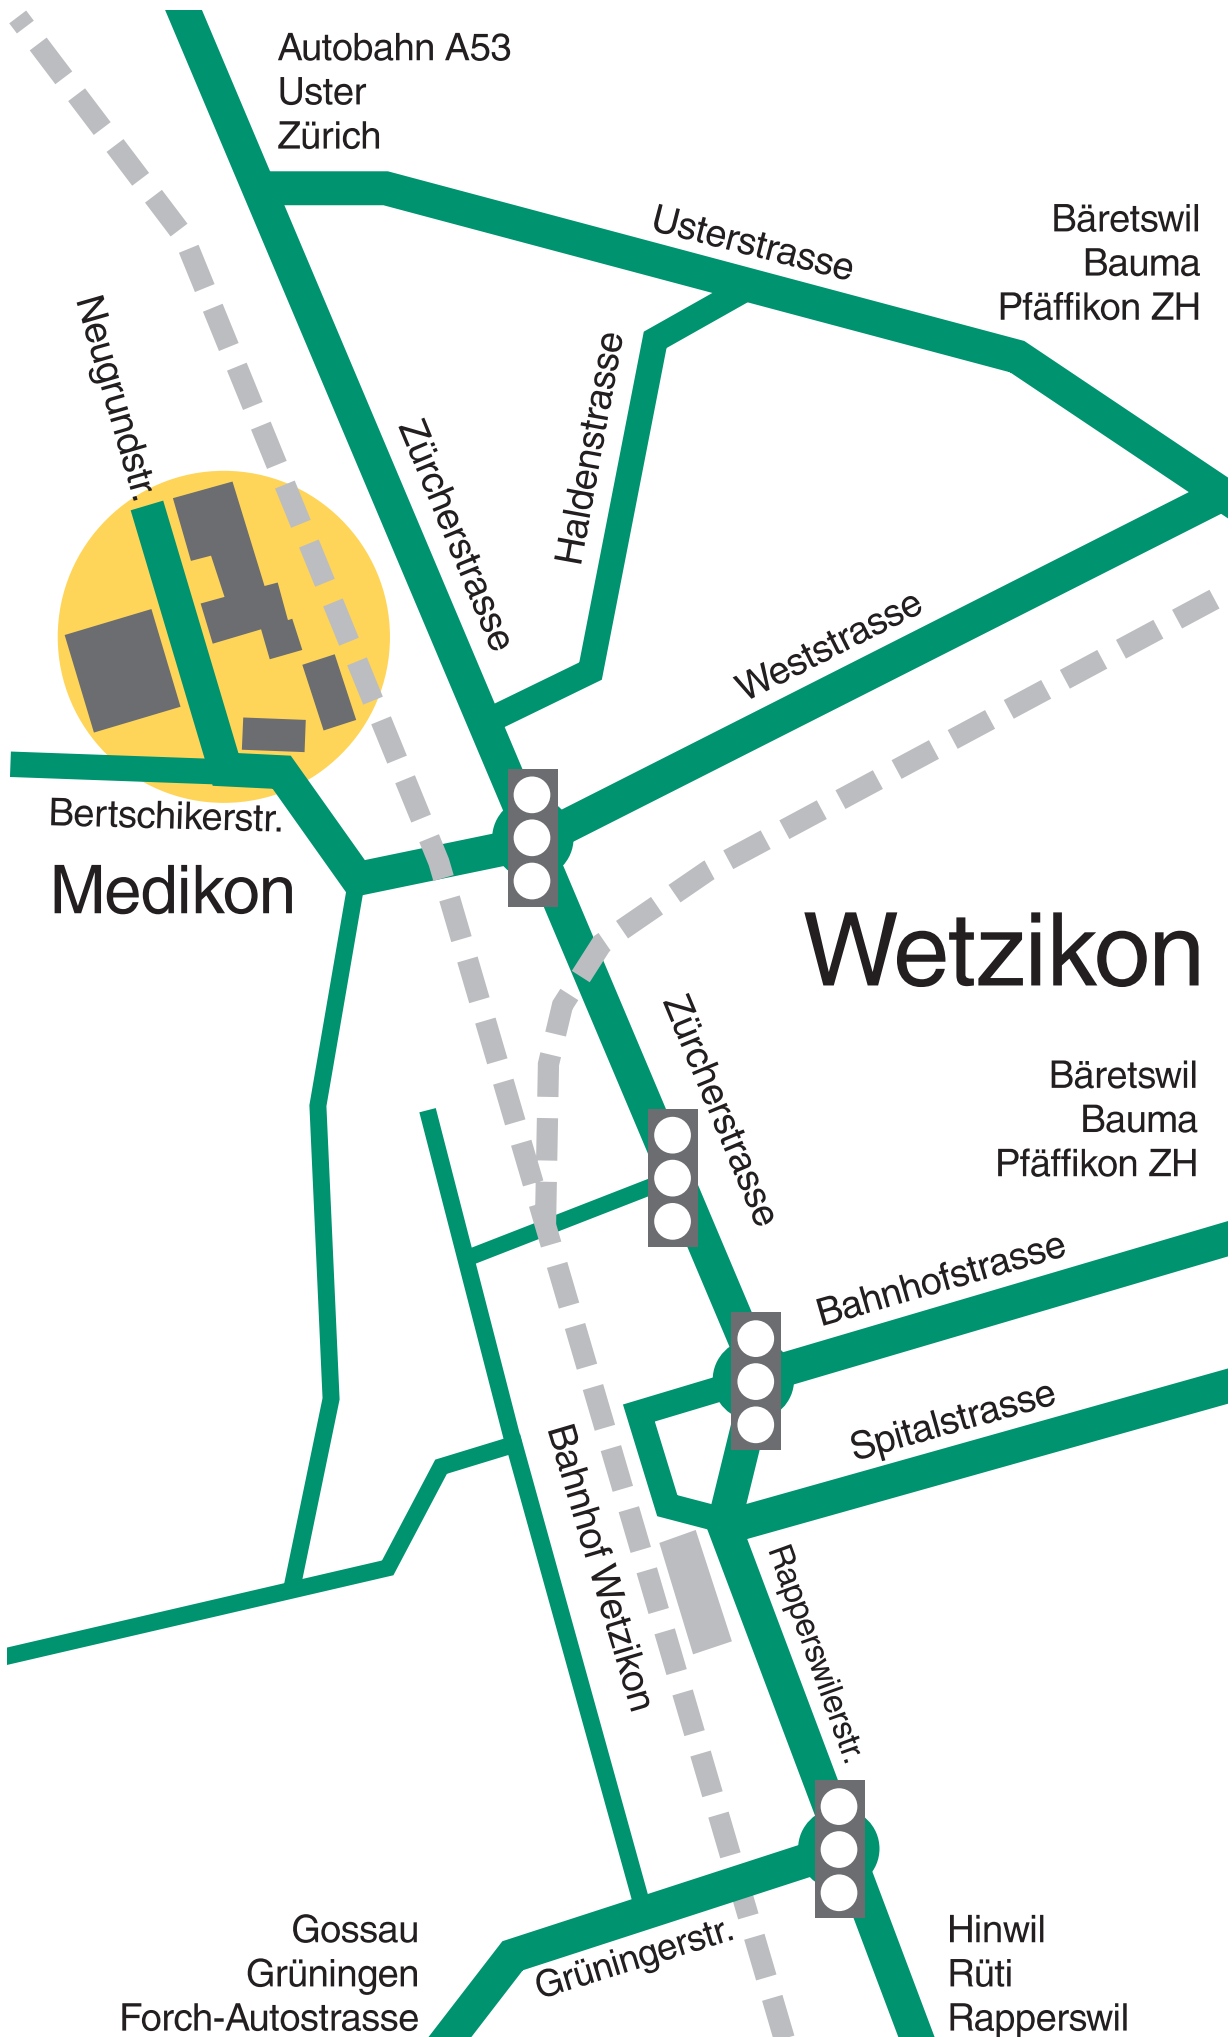 Autobahn A53
Uster
Zürich
Usterstrasse
Bäretswil
Bauma
Pfäffikon ZH
Neugrundstr.
Haldenstrasse
Zürcherstrasse
Weststrasse
Bertschikerstr.
Medikon
Wetzikon
Zürcherstrasse
Bäretswil
Bauma
Pfäffikon ZH
Bahnhofstrasse
Spitalstrasse
Bahnhof Wetzikon
Rapperswilerstr.
Grüningerstr.
Gossau
Grüningen
Forch-Autostrasse
Hinwil
Rüti
Rapperswil